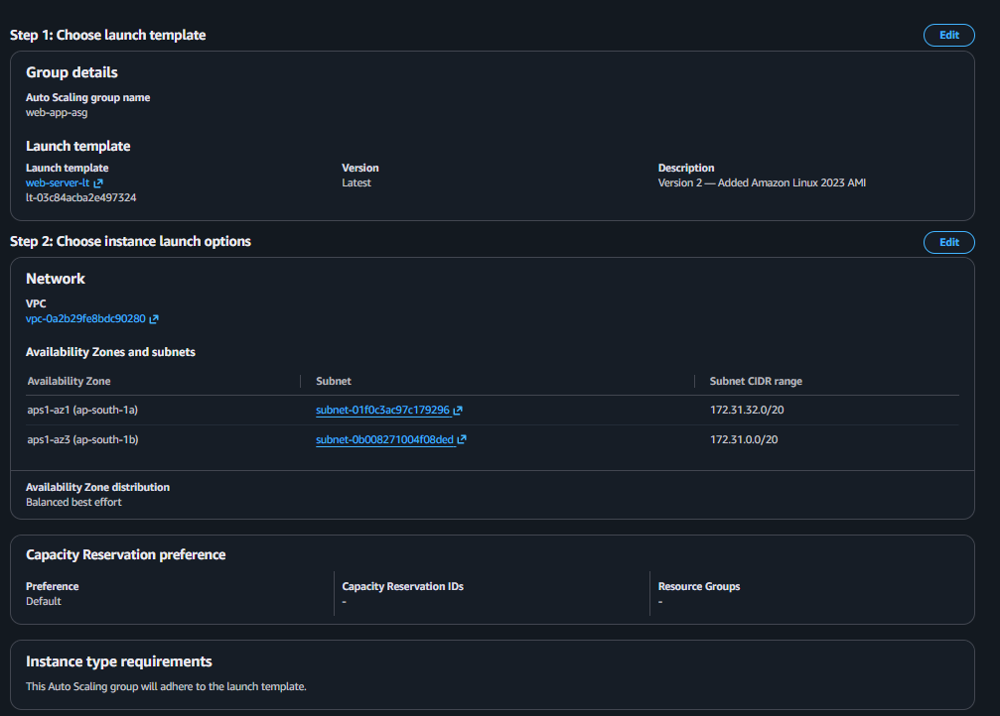 Step 1: Choose launch template
Edit
Group details
Auto Scaling group name
web-app-asg
Launch template
Launch template Version Description
web-server-lt Latest Version 2 — Added Amazon Linux 2023 AMI
lt-03c84acba2e497324
Step 2: Choose instance launch options
Edit
Network
VPC
vpc-0a2b29fe8bdc90280
Availability Zones and subnets
Availability Zone Subnet Subnet CIDR range
aps1-az1 (ap-south-1a) subnet-01f0c3ac97c179296 172.31.32.0/20
aps1-az3 (ap-south-1b) subnet-0b008271004f08ded 172.31.0.0/20
Availability Zone distribution
Balanced best effort
Capacity Reservation preference
Preference Capacity Reservation IDs Resource Groups
Default - -
Instance type requirements
This Auto Scaling group will adhere to the launch template.